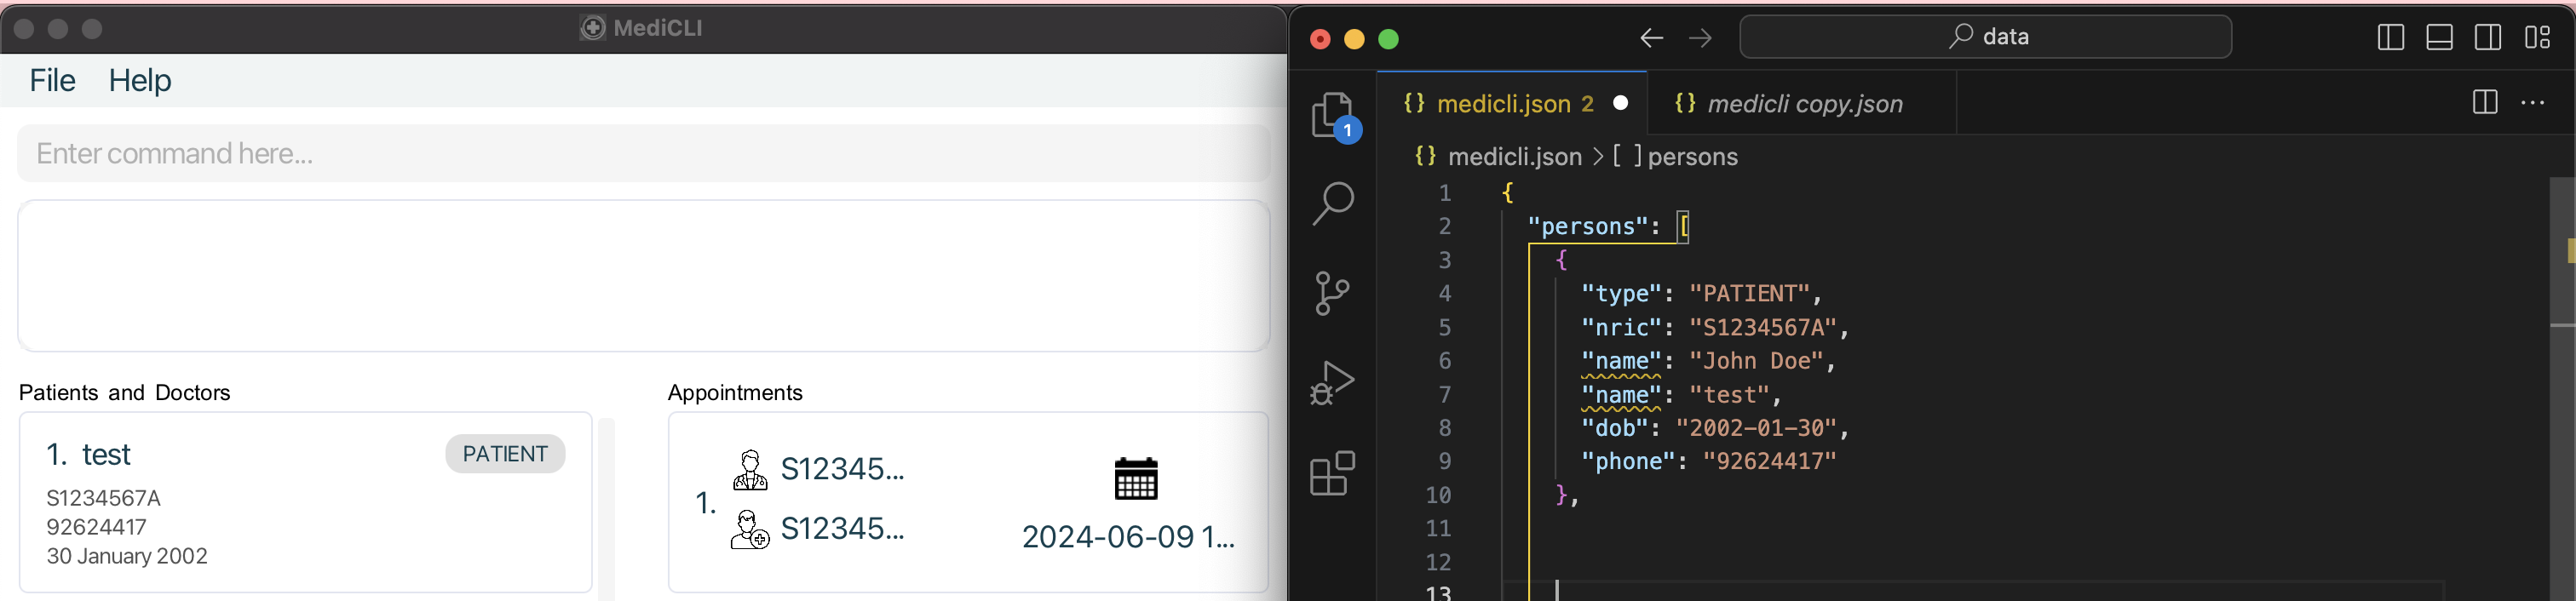 MediCLI
File Help
Enter command here...
Patients and Doctors
1. test
PATIENT
S1234567A
92624417
30 January 2002
Appointments
1.
S12345...
S12345...
2024-06-09 1...
data
1
{} medicli.json 2
{} medicli copy.json
...
{} medicli.json > [ ] persons
1 {
2 "persons": [
3 {
4 "type": "PATIENT",
5 "nric": "S1234567A",
6 "name": "John Doe",
7 "name": "test",
8 "dob": "2002-01-30",
9 "phone": "92624417"
10 },
11
12
13